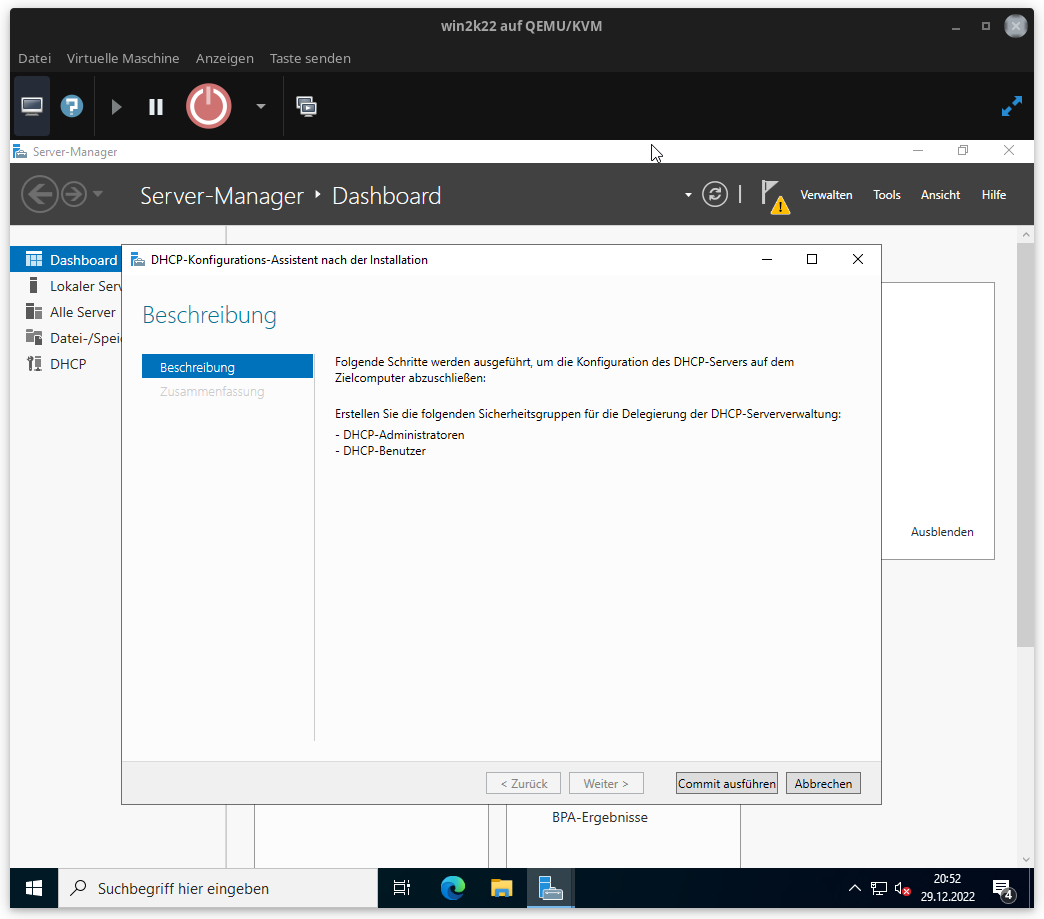 win2k22 auf QEMU/KVM
Datei Virtuelle Maschine Anzeigen Taste senden
Server-Manager
Server-Manager Dashboard
Verwalten Tools Ansicht Hilfe
Dashboard
Lokaler Serv
Alle Server
Datei-/Speic
DHCP
DHCP-Konfigurations-Assistent nach der Installation
Beschreibung
Beschreibung
Zusammenfassung
Folgende Schritte werden ausgeführt, um die Konfiguration des DHCP-Servers auf dem
Zielcomputer abzuschließen:
Erstellen Sie die folgenden Sicherheitsgruppen für die Delegierung der DHCP-Serververwaltung:
- DHCP-Administratoren
- DHCP-Benutzer
Ausblenden
< Zurück Weiter > Commit ausführen Abbrechen
BPA-Ergebnisse
Suchbegriff hier eingeben
20:52
29.12.2022
4